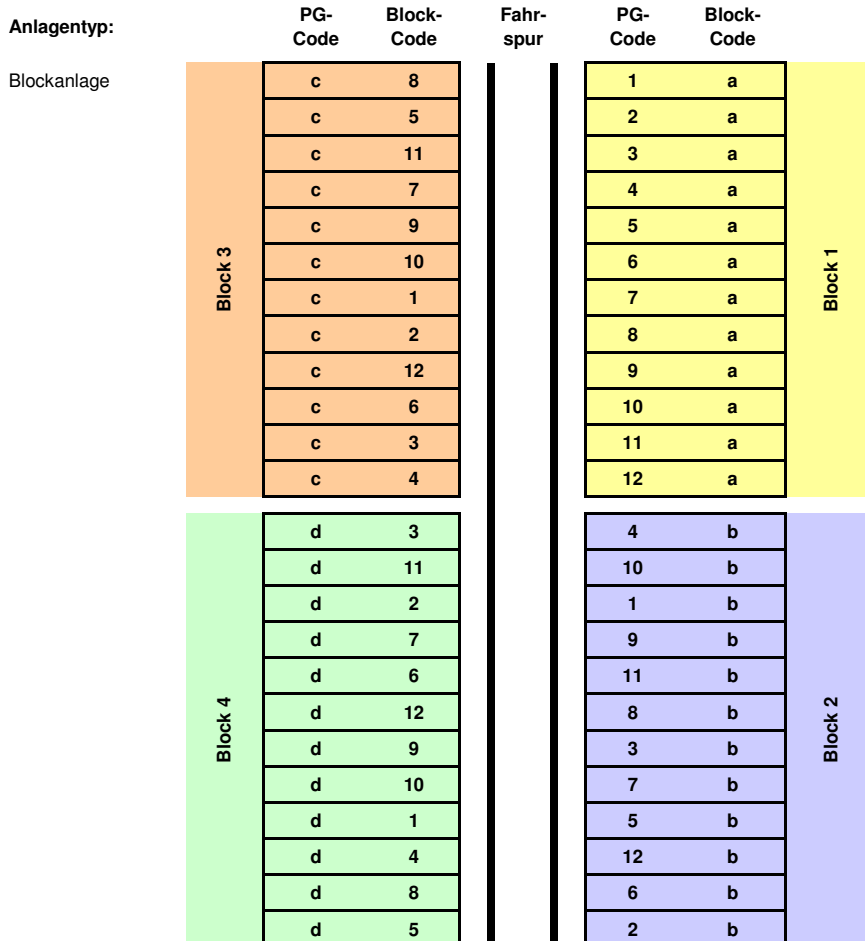 Anlagentyp: PG- Block- Fahr- PG- Block-
Code Code spur Code Code
Blockanlage c 8 1 a
c 5 2 a
c 11 3 a
c 7 4 a
c 9 5 a
Block 3 c 10 6 a Block 1
c 1 7 a
c 2 8 a
c 12 9 a
c 6 10 a
c 3 11 a
c 4 12 a
d 3 4 b
d 11 10 b
d 2 1 b
d 7 9 b
d 6 11 b
Block 4 d 12 8 b Block 2
d 9 3 b
d 10 7 b
d 1 5 b
d 4 12 b
d 8 6 b
d 5 2 b